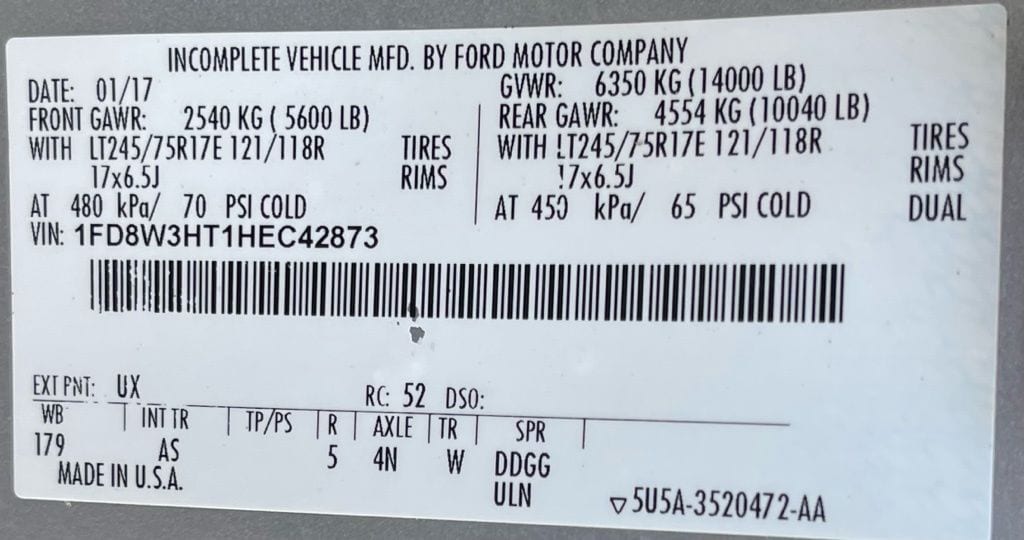 INCOMPLETE VEHICLE MFD. BY FORD MOTOR COMPANY
DATE: 01/17 GVWR: 6350 KG (14000 LB)
FRONT GAWR: 2540 KG ( 5600 LB) REAR GAWR: 4554 KG (10040 LB)
WITH LT245/75R17E 121/118R TIRES WITH LT245/75R17E 121/118R TIRES
17x6.5J RIMS 17x6.5J RIMS
AT 480 kPa/ 70 PSI COLD AT 450 kPa/ 65 PSI COLD DUAL
VIN: 1FD8W3HT1HEC42873
EXT PNT: UX RC: 52 DSO:
WB INT TR TP/PS R AXLE TR SPR
179 AS 5 4N W DDGG
MADE IN U.S.A. ULN ▽5U5A-3520472-AA